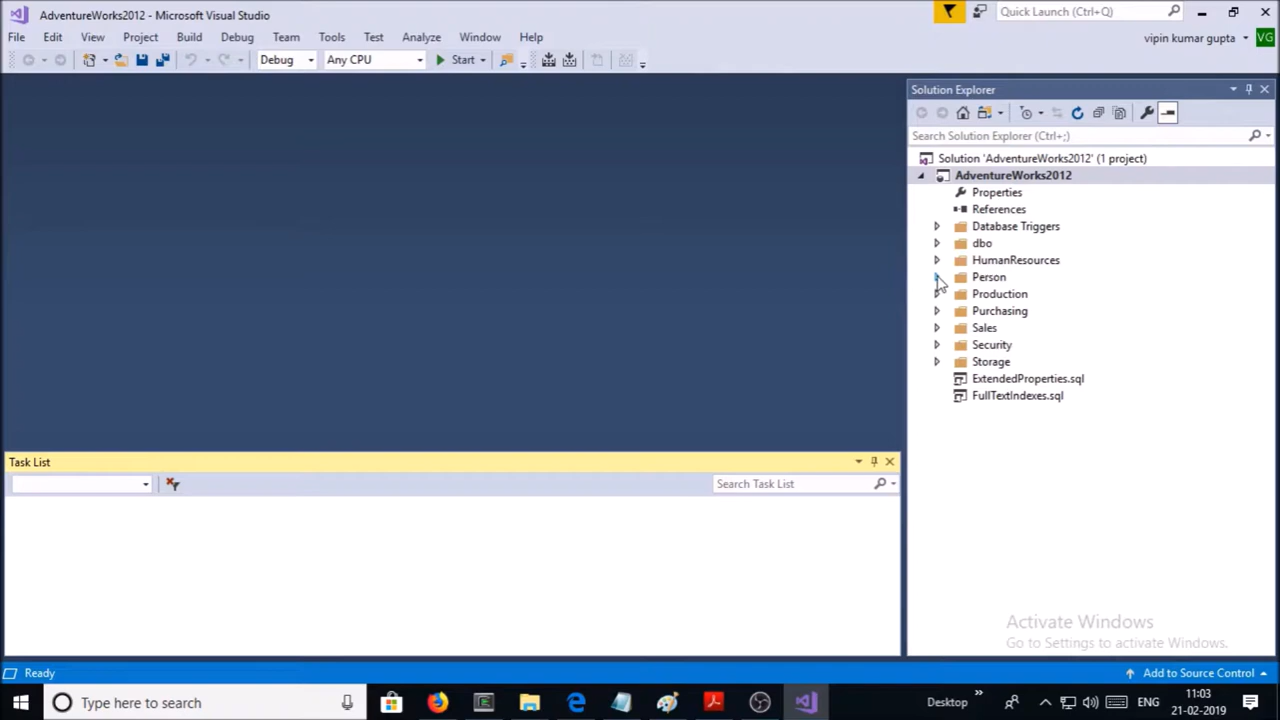 AdventureWorks2012 - Microsoft Visual Studio
Quick Launch (Ctrl+Q)
File Edit View Project Build Debug Team Tools Test Analyze Window Help
vipin kumar gupta VG
Debug Any CPU Start
Solution Explorer
Search Solution Explorer (Ctrl+;)
Solution 'AdventureWorks2012' (1 project)
AdventureWorks2012
Properties
References
Database Triggers
dbo
HumanResources
Person
Production
Purchasing
Sales
Security
Storage
ExtendedProperties.sql
FullTextIndexes.sql
Task List
Search Task List
Activate Windows
Go to Settings to activate Windows.
Ready
Add to Source Control
Type here to search
Desktop
ENG
11:03
21-02-2019